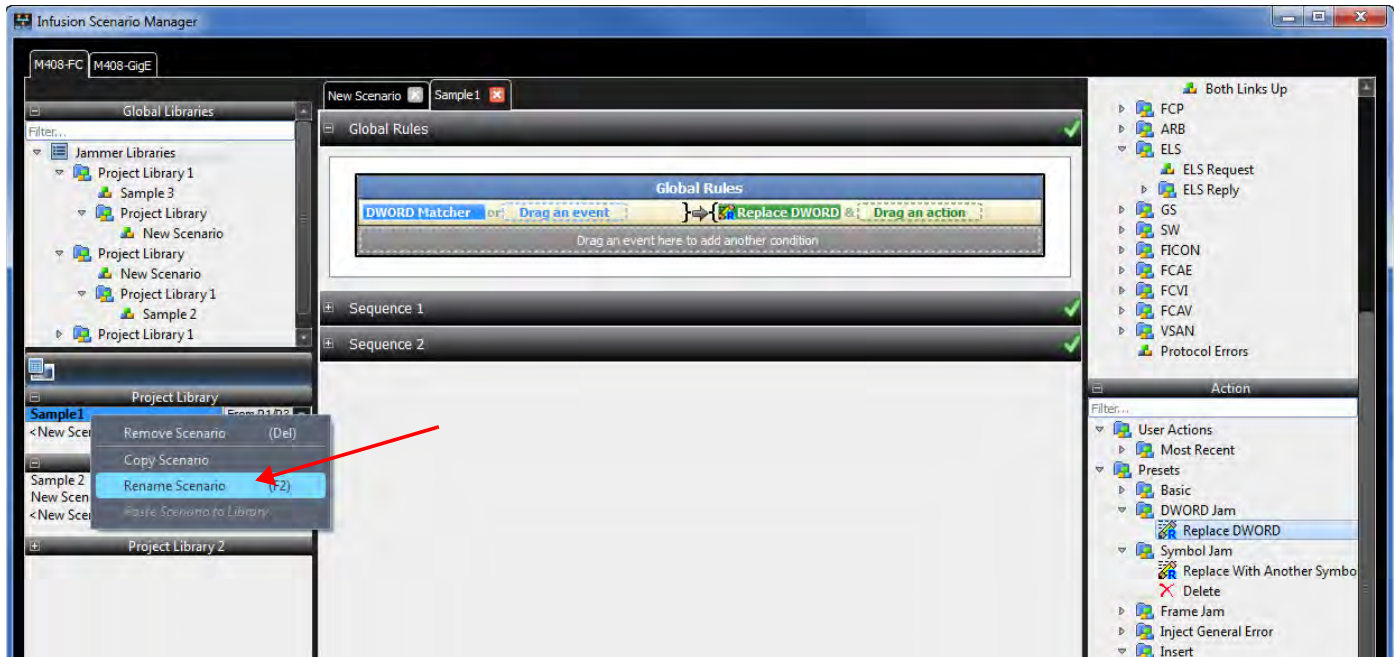 Infusion Scenario Manager
M408-FC M408-GigE
Global Libraries
Filter...
Jammer Libraries
Project Library 1
Sample 3
Project Library
New Scenario
Project Library
New Scenario
Project Library 1
Sample 2
Project Library 1
Project Library
Sample1 From P1/P2
<New Scen
Remove Scenario (Del)
Copy Scenario
Rename Scenario (F2)
Paste Scenario to Library
Sample 2
New Scen
<New Scen
Project Library 2
New Scenario Sample1
Global Rules
Global Rules
DWORD Matcher or Drag an event } { Replace DWORD & Drag an action
Drag an event here to add another condition
Sequence 1
Sequence 2
Both Links Up
FCP
ARB
ELS
ELS Request
ELS Reply
GS
SW
FICON
FCAE
FCVI
FCAV
VSAN
Protocol Errors
Action
Filter...
User Actions
Most Recent
Presets
Basic
DWORD Jam
Replace DWORD
Symbol Jam
Replace With Another Symbo
Delete
Frame Jam
Inject General Error
Insert